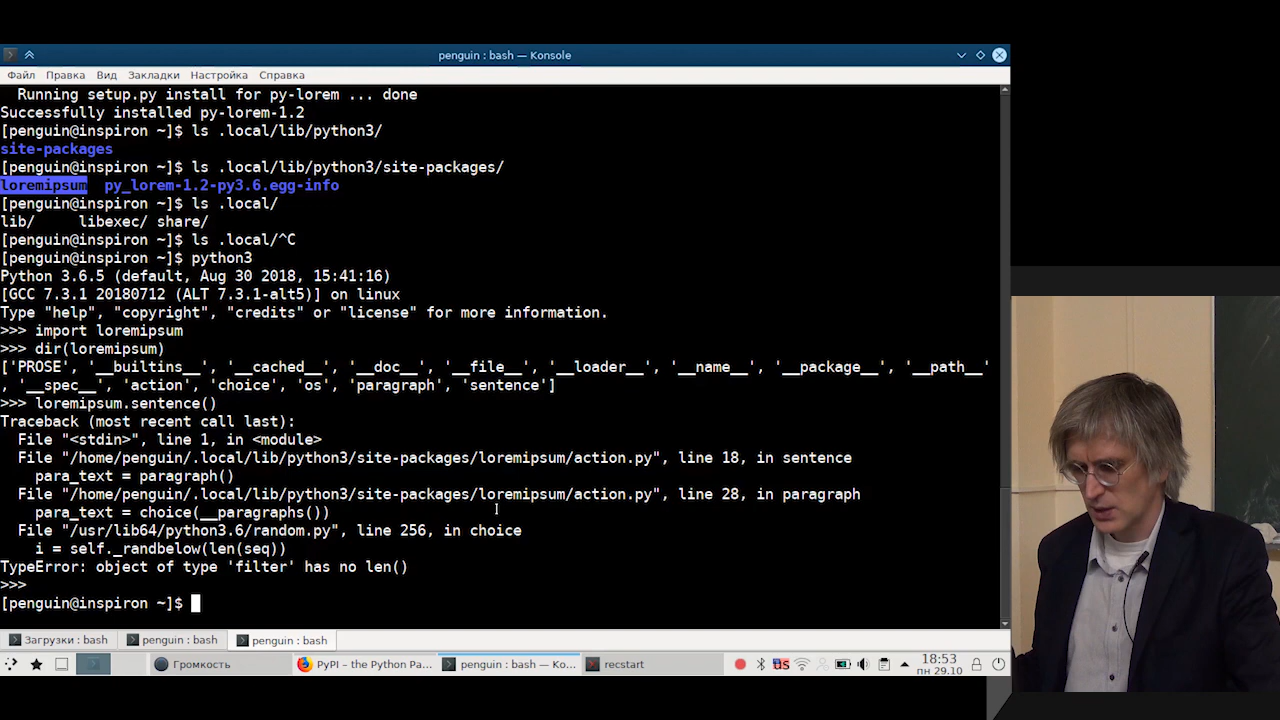 penguin : bash — Konsole
Файл Правка Вид Закладки Настройка Справка
Running setup.py install for py-lorem ... done
Successfully installed py-lorem-1.2
[penguin@inspiron ~]$ ls .local/lib/python3/
site-packages
[penguin@inspiron ~]$ ls .local/lib/python3/site-packages/
loremipsum  py_lorem-1.2-py3.6.egg-info
[penguin@inspiron ~]$ ls .local/
lib/     libexec/ share/
[penguin@inspiron ~]$ ls .local/^C
[penguin@inspiron ~]$ python3
Python 3.6.5 (default, Aug 30 2018, 15:41:16)
[GCC 7.3.1 20180712 (ALT 7.3.1-alt5)] on linux
Type "help", "copyright", "credits" or "license" for more information.
>>> import loremipsum
>>> dir(loremipsum)
['PROSE', '__builtins__', '__cached__', '__doc__', '__file__', '__loader__', '__name__', '__package__', '__path__'
, '__spec__', 'action', 'choice', 'os', 'paragraph', 'sentence']
>>> loremipsum.sentence()
Traceback (most recent call last):
  File "<stdin>", line 1, in <module>
  File "/home/penguin/.local/lib/python3/site-packages/loremipsum/action.py", line 18, in sentence
    para_text = paragraph()
  File "/home/penguin/.local/lib/python3/site-packages/loremipsum/action.py", line 28, in paragraph
    para_text = choice(__paragraphs())
  File "/usr/lib64/python3.6/random.py", line 256, in choice
    i = self._randbelow(len(seq))
TypeError: object of type 'filter' has no len()
>>>
[penguin@inspiron ~]$
Загрузки : bash penguin : bash penguin : bash
Громкость PyPI – the Python Pa... penguin : bash — Ko... recstart US 18:53
пн 29.10